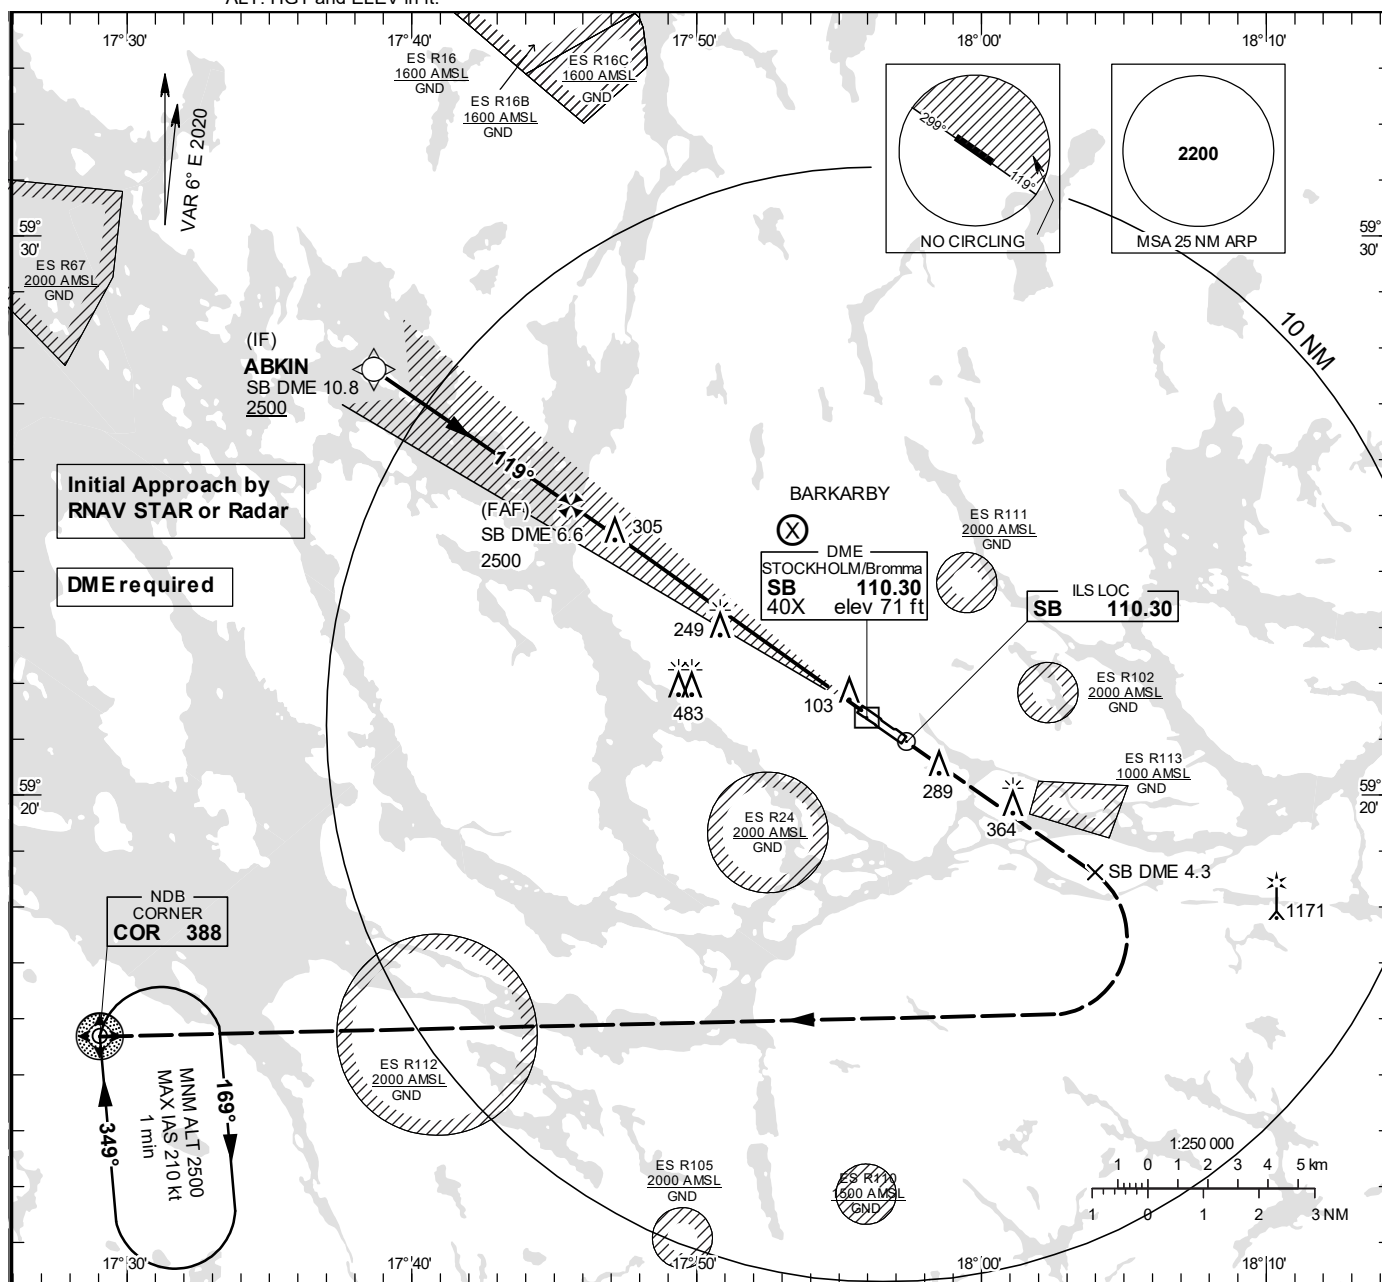 ALT. HGT and ELEV in ft.
17°30'
17°40'
17°50'
18°00'
18°10'
ES R16
1600 AMSL
GND
ES R16C
1600 AMSL
GND
ES R16B
1600 AMSL
GND
VAR 6° E 2020
299°
119°
NO CIRCLING
2200
MSA 25 NM ARP
59°
30'
59°
30'
ES R67
2000 AMSL
GND
10 NM
(IF)
ABKIN
SB DME 10.8
2500
119°
Initial Approach by
RNAV STAR or Radar
(FAF)
SB DME 6.6
2500
305
BARKARBY
X
ES R111
2000 AMSL
GND
DME required
DME
STOCKHOLM/Bromma
SB 110.30
40X elev 71 ft
ILS LOC
SB 110.30
249
483
103
ES R102
2000 AMSL
GND
289
ES R113
1000 AMSL
GND
59°
20'
59°
20'
ES R24
2000 AMSL
GND
364
SB DME 4.3
1171
NDB
CORNER
COR 388
ES R112
2000 AMSL
GND
349°
MNM ALT 2500
MAX IAS 210 kt
1 min
169°
ES R105
2000 AMSL
GND
ES R110
1500 AMSL
GND
1:250 000
1 0 1 2 3 4 5 km
1 0 1 2 3 NM
17°30'
17°40'
18°00'
18°10'